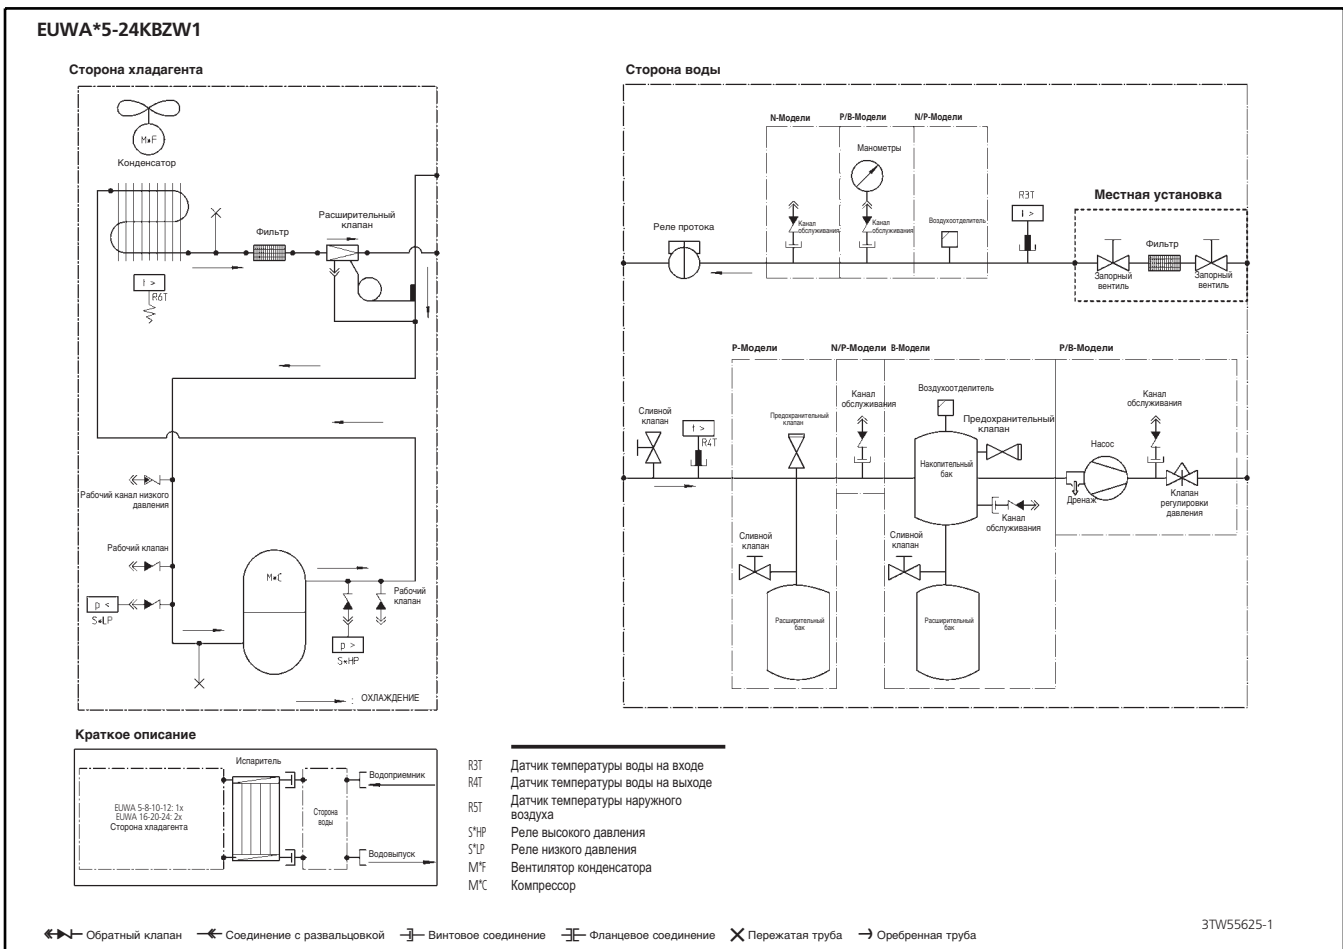 EUWA*5-24KBZW1
Сторона хладагента
M*F
Конденсатор
Фильтр
Расширительный
клапан
t >
R6T
Рабочий канал низкого
давления
Рабочий клапан
p <
S*LP
M*C
Рабочий
клапан
p >
S*HP
: ОХЛАЖДЕНИЕ
Сторона воды
N-Модели
P/B-Модели
N/P-Модели
Манометры
Реле протока
Канал
обслуживания
Канал
обслуживания
Воздухоотделитель
R3T
t >
Местная установка
Фильтр
Запорный
вентиль
Запорный
вентиль
P-Модели
N/P-Модели
B-Модели
P/B-Модели
Сливной
клапан
t >
R4T
Предохранительный
клапан
Канал
обслуживания
Воздухоотделитель
Предохранительный
клапан
Накопительный
бак
Насос
Дренаж
Канал
обслуживания
Клапан
регулировки
давления
Канал
обслуживания
Сливной
клапан
Сливной
клапан
Расширительный
бак
Расширительный
бак
Краткое описание
Испаритель
EUWA 5-8-10-12: 1x
EUWA 16-20-24: 2x
Сторона хладагента
Сторона
воды
Водоприемник
Водовыпуск
R3T Датчик температуры воды на входе
R4T Датчик температуры воды на выходе
R5T Датчик температуры наружного
воздуха
S*HP Реле высокого давления
S*LP Реле низкого давления
M*F Вентилятор конденсатора
M*C Компрессор
Обратный клапан
Соединение с развальцовкой
Винтовое соединение
Фланцевое соединение
Пережатая труба
Оребренная труба
3TW55625-1